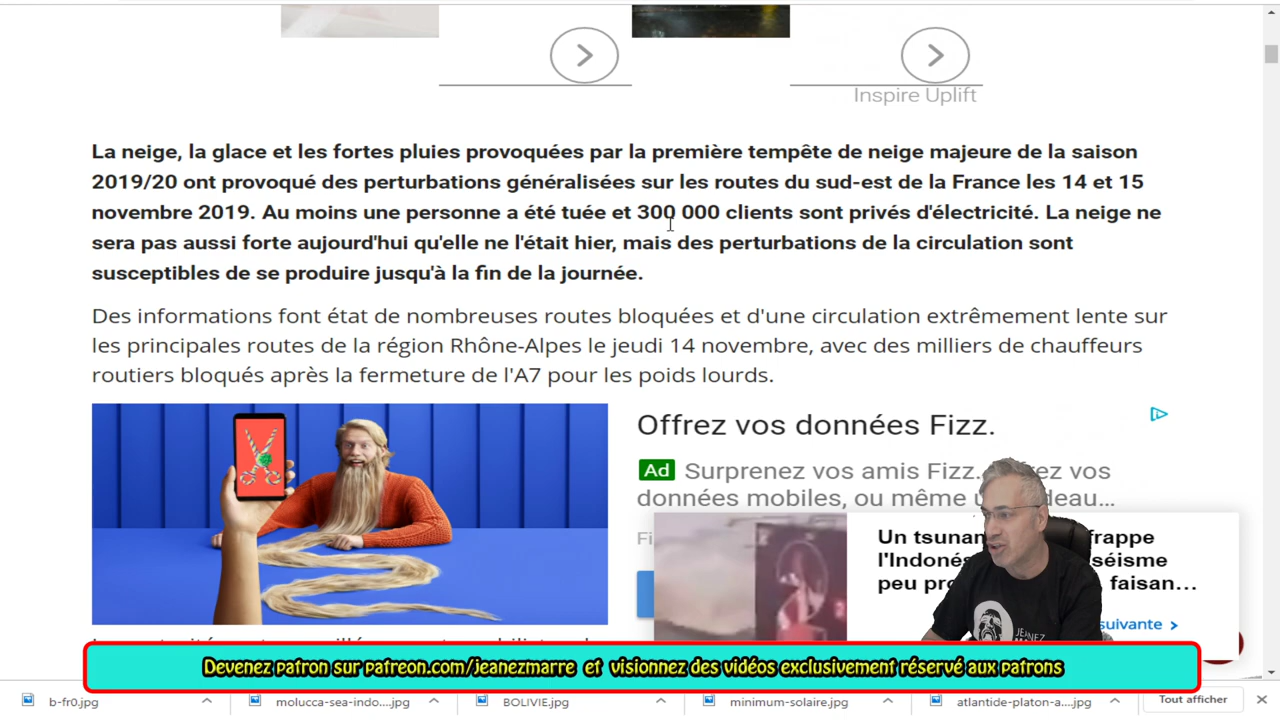 Inspire Uplift
La neige, la glace et les fortes pluies provoquées par la première tempête de neige majeure de la saison
2019/20 ont provoqué des perturbations généralisées sur les routes du sud-est de la France les 14 et 15
novembre 2019. Au moins une personne a été tuée et 300 000 clients sont privés d'électricité. La neige ne
sera pas aussi forte aujourd'hui qu'elle ne l'était hier, mais des perturbations de la circulation sont
susceptibles de se produire jusqu'à la fin de la journée.
Des informations font état de nombreuses routes bloquées et d'une circulation extrêmement lente sur
les principales routes de la région Rhône-Alpes le jeudi 14 novembre, avec des milliers de chauffeurs
routiers bloqués après la fermeture de l'A7 pour les poids lourds.
Offrez vos données Fizz.
Ad Surprenez vos amis Fizz.
données mobiles, ou même
Un frappe
séisme
peu faisan...
suivante
JEANEZ
Devenez patron sur patreon.com/jeanezmarre et visionnez des vidéos exclusivement réservé aux patrons
b-fr0.jpg molucca-sea-indo....jpg BOLIVIE.jpg minimum-solaire.jpg atlantide-platon-a....jpg Tout afficher